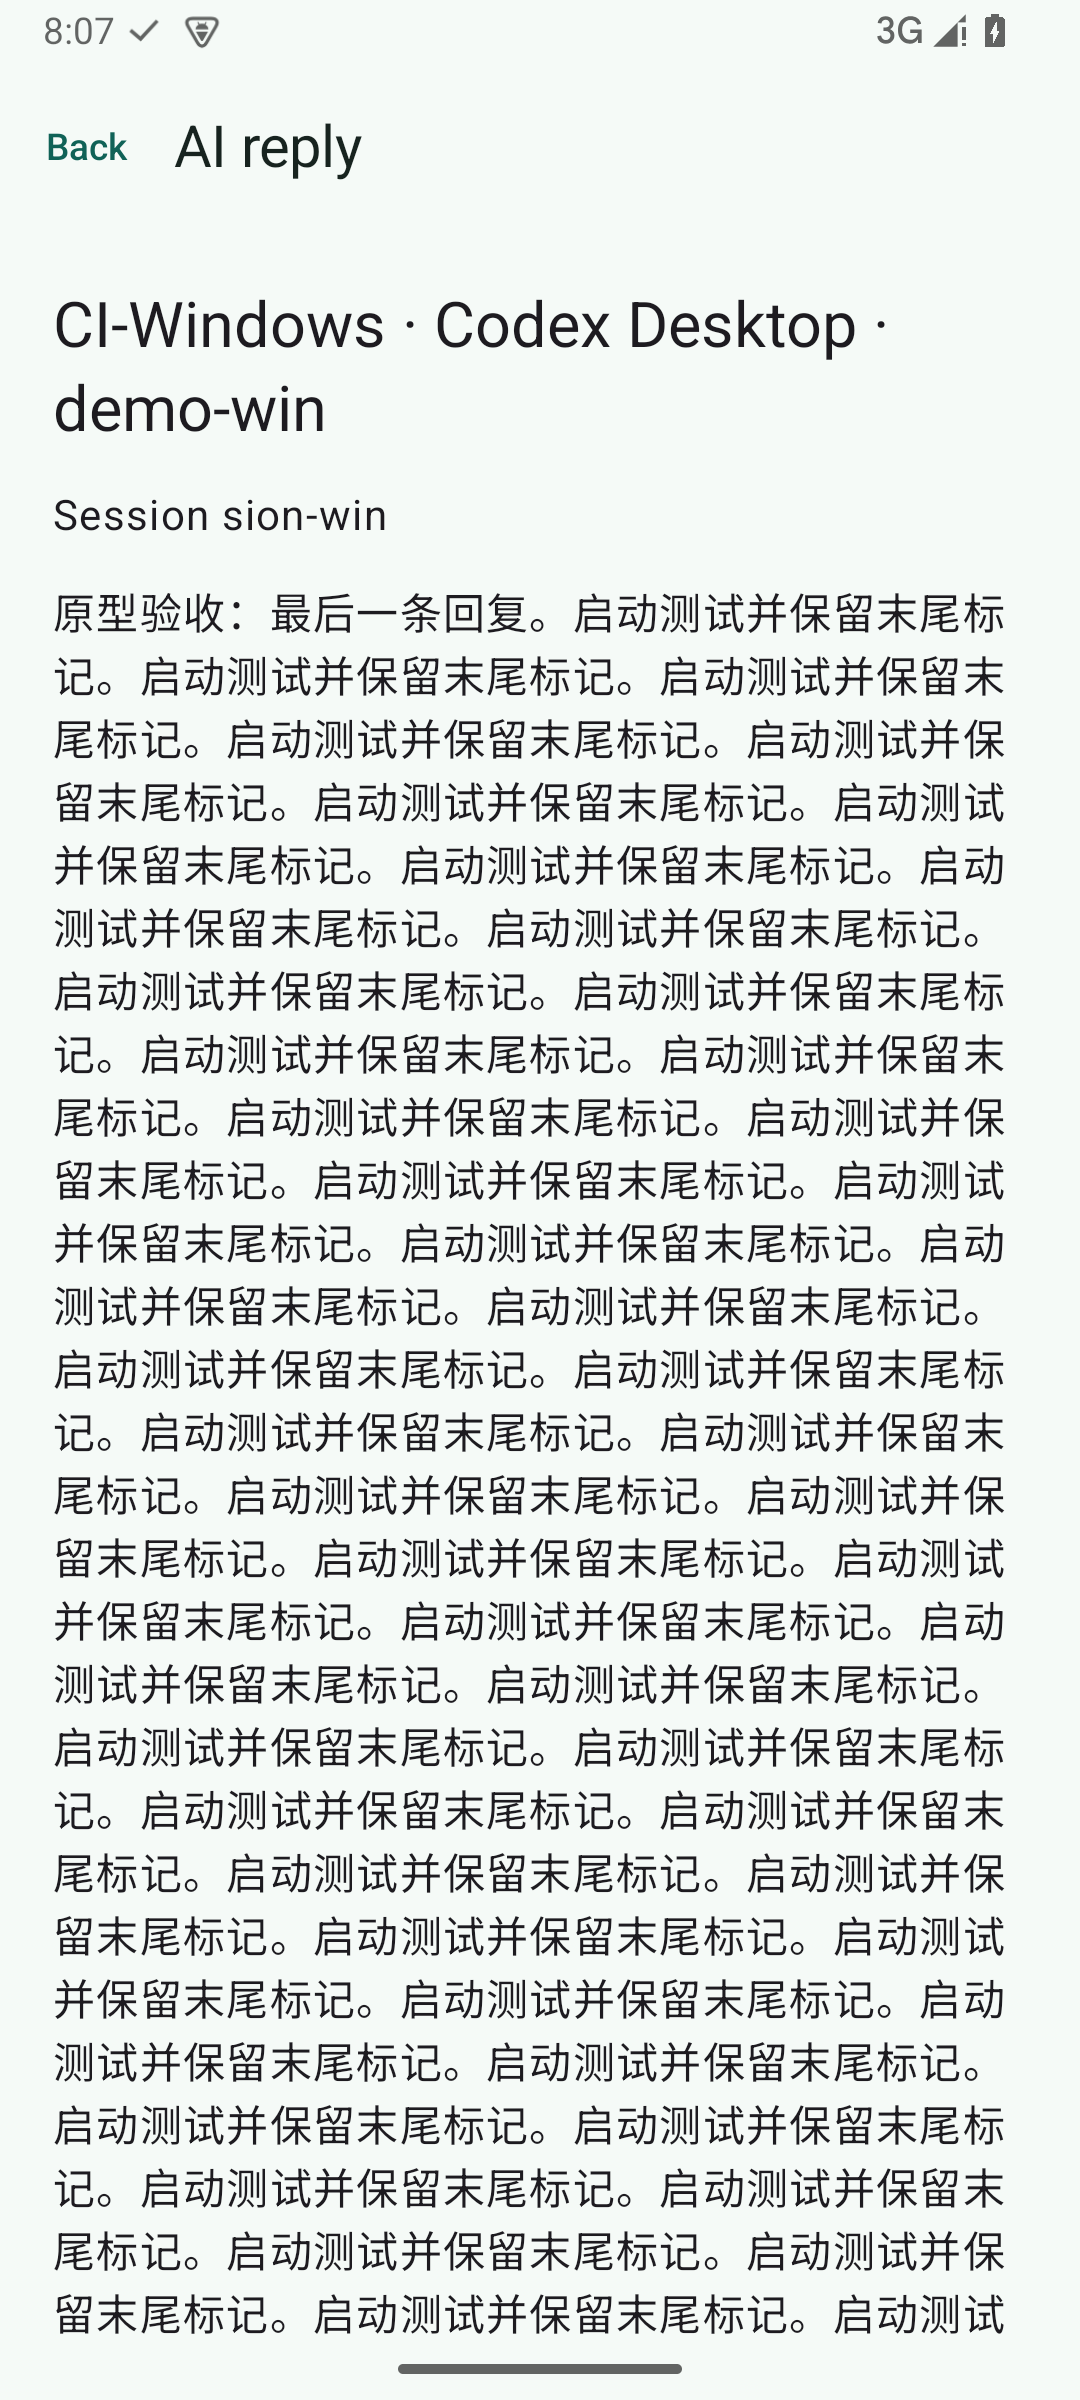 8:07
3G
Back
AI reply
CI-Windows · Codex Desktop ·
demo-win
Session sion-win
原型验收：最后一条回复。启动测试并保留末尾标
记。启动测试并保留末尾标记。启动测试并保留末
尾标记。启动测试并保留末尾标记。启动测试并保
留末尾标记。启动测试并保留末尾标记。启动测试
并保留末尾标记。启动测试并保留末尾标记。启动
测试并保留末尾标记。启动测试并保留末尾标记。
启动测试并保留末尾标记。启动测试并保留末尾标
记。启动测试并保留末尾标记。启动测试并保留末
尾标记。启动测试并保留末尾标记。启动测试并保
留末尾标记。启动测试并保留末尾标记。启动测试
并保留末尾标记。启动测试并保留末尾标记。启动
测试并保留末尾标记。启动测试并保留末尾标记。
启动测试并保留末尾标记。启动测试并保留末尾标
记。启动测试并保留末尾标记。启动测试并保留末
尾标记。启动测试并保留末尾标记。启动测试并保
留末尾标记。启动测试并保留末尾标记。启动测试
并保留末尾标记。启动测试并保留末尾标记。启动
测试并保留末尾标记。启动测试并保留末尾标记。
启动测试并保留末尾标记。启动测试并保留末尾标
记。启动测试并保留末尾标记。启动测试并保留末
尾标记。启动测试并保留末尾标记。启动测试并保
留末尾标记。启动测试并保留末尾标记。启动测试
并保留末尾标记。启动测试并保留末尾标记。启动
测试并保留末尾标记。启动测试并保留末尾标记。
启动测试并保留末尾标记。启动测试并保留末尾标
记。启动测试并保留末尾标记。启动测试并保留末
尾标记。启动测试并保留末尾标记。启动测试并保
留末尾标记。启动测试并保留末尾标记。启动测试